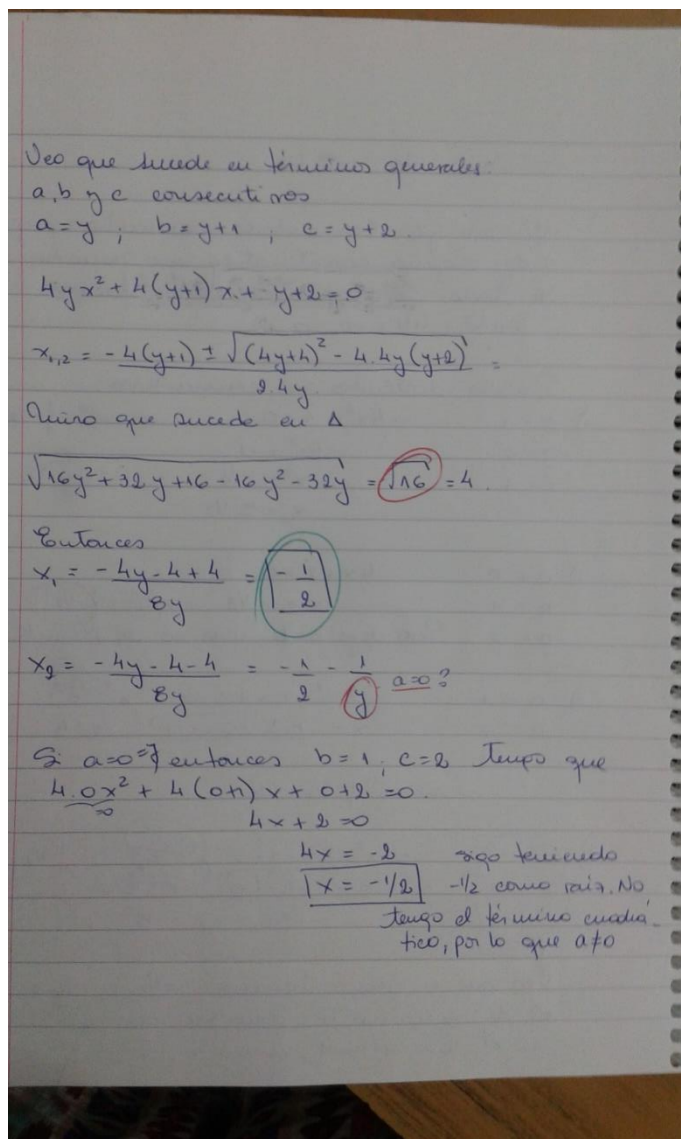 Veo que sucede en términos generales:
a, b y c consecutivos
a = y ; b = y+1 , c = y+2
4yx² + 4(y+1)x + y+2 = 0
x₁,₂ = (-4(y+1) ± √((4y+4)² - 4.4y(y+2))) / (2.4y) =
Miro que sucede en Δ
√(16y² + 32y + 16 - 16y² - 32y) = √16 = 4.
Entonces
x₁ = (-4y - 4 + 4) / 8y = -1/2
x₂ = (-4y - 4 - 4) / 8y = -1/2 - 1/y a=0?
Si a=0=y entonces b = 1, c=2 Tengo que
4.0x² + 4(0+1)x + 0+2 = 0.
=0
4x + 2 = 0
4x = -2 sigo teniendo
x = -1/2 -1/2 como raíz. No
tengo el término cuadrá-
tico, por lo que a≠0